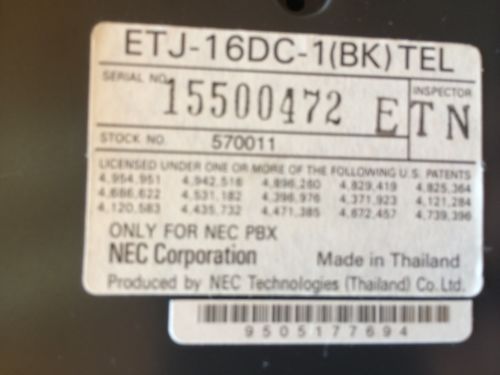 ETJ-16DC-1(BK) TEL
SERIAL NO. 15500472 E
INSPECTOR
TN
STOCK NO. 570011
LICENSED UNDER ONE OR MORE OF THE FOLLOWING U.S. PATENTS
4,954,951 4,942,516 4,896,260 4,829,419 4,825,364
4,686,622 4,531,182 4,396,976 4,371,923 4,121,284
4,120,583 4,435,732 4,471,385 4,672,457 4,739,396
ONLY FOR NEC PBX
NEC Corporation Made in Thailand
Produced by NEC Technologies (Thailand) Co. Ltd.
9505177694